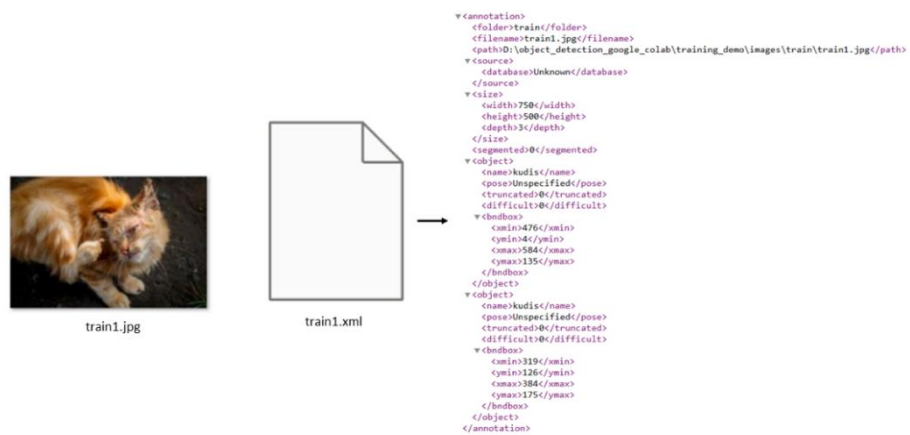 train1.jpg
train1.xml
▼<annotation>
<folder>train</folder>
<filename>train1.jpg</filename>
<path>D:\object_detection_google_colab\training_demo\images\train\train1.jpg</path>
▼<source>
<database>Unknown</database>
</source>
▼<size>
<width>750</width>
<height>500</height>
<depth>3</depth>
</size>
<segmented>0</segmented>
▼<object>
<name>kudis</name>
<pose>Unspecified</pose>
<truncated>0</truncated>
<difficult>0</difficult>
▼<bndbox>
<xmin>476</xmin>
<ymin>4</ymin>
<xmax>584</xmax>
<ymax>135</ymax>
</bndbox>
</object>
▼<object>
<name>kudis</name>
<pose>Unspecified</pose>
<truncated>0</truncated>
<difficult>0</difficult>
▼<bndbox>
<xmin>319</xmin>
<ymin>126</ymin>
<xmax>384</xmax>
<ymax>175</ymax>
</bndbox>
</object>
</annotation>